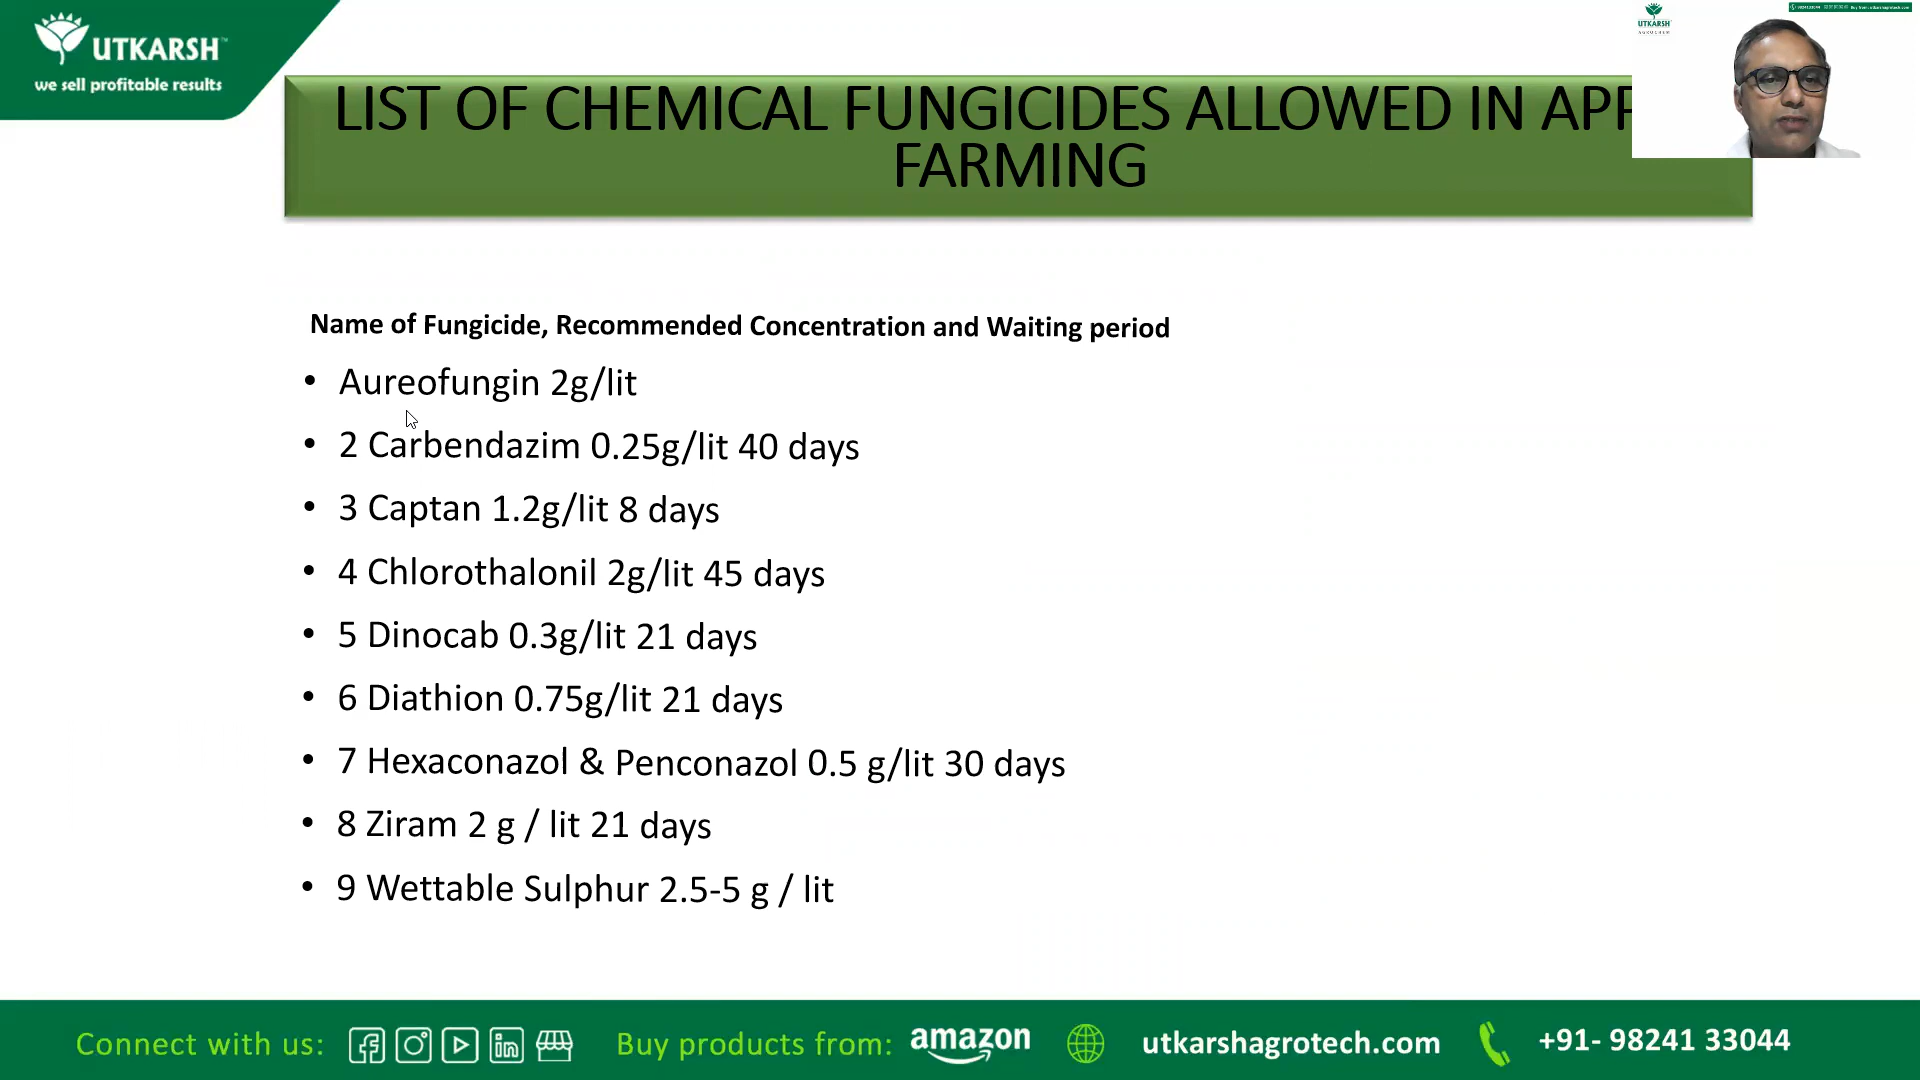 UTKARSH™
we sell profitable results
UTKARSH
AGROCHEM
LIST OF CHEMICAL FUNGICIDES ALLOWED IN
FARMING
Name of Fungicide, Recommended Concentration and Waiting period
• Aureofungin 2g/lit
• 2 Carbendazim 0.25g/lit 40 days
• 3 Captan 1.2g/lit 8 days
• 4 Chlorothalonil 2g/lit 45 days
• 5 Dinocab 0.3g/lit 21 days
• 6 Diathion 0.75g/lit 21 days
• 7 Hexaconazol & Penconazol 0.5 g/lit 30 days
• 8 Ziram 2 g / lit 21 days
• 9 Wettable Sulphur 2.5-5 g / lit
Connect with us: Buy products from: amazon utkarshagrotech.com +91- 98241 33044